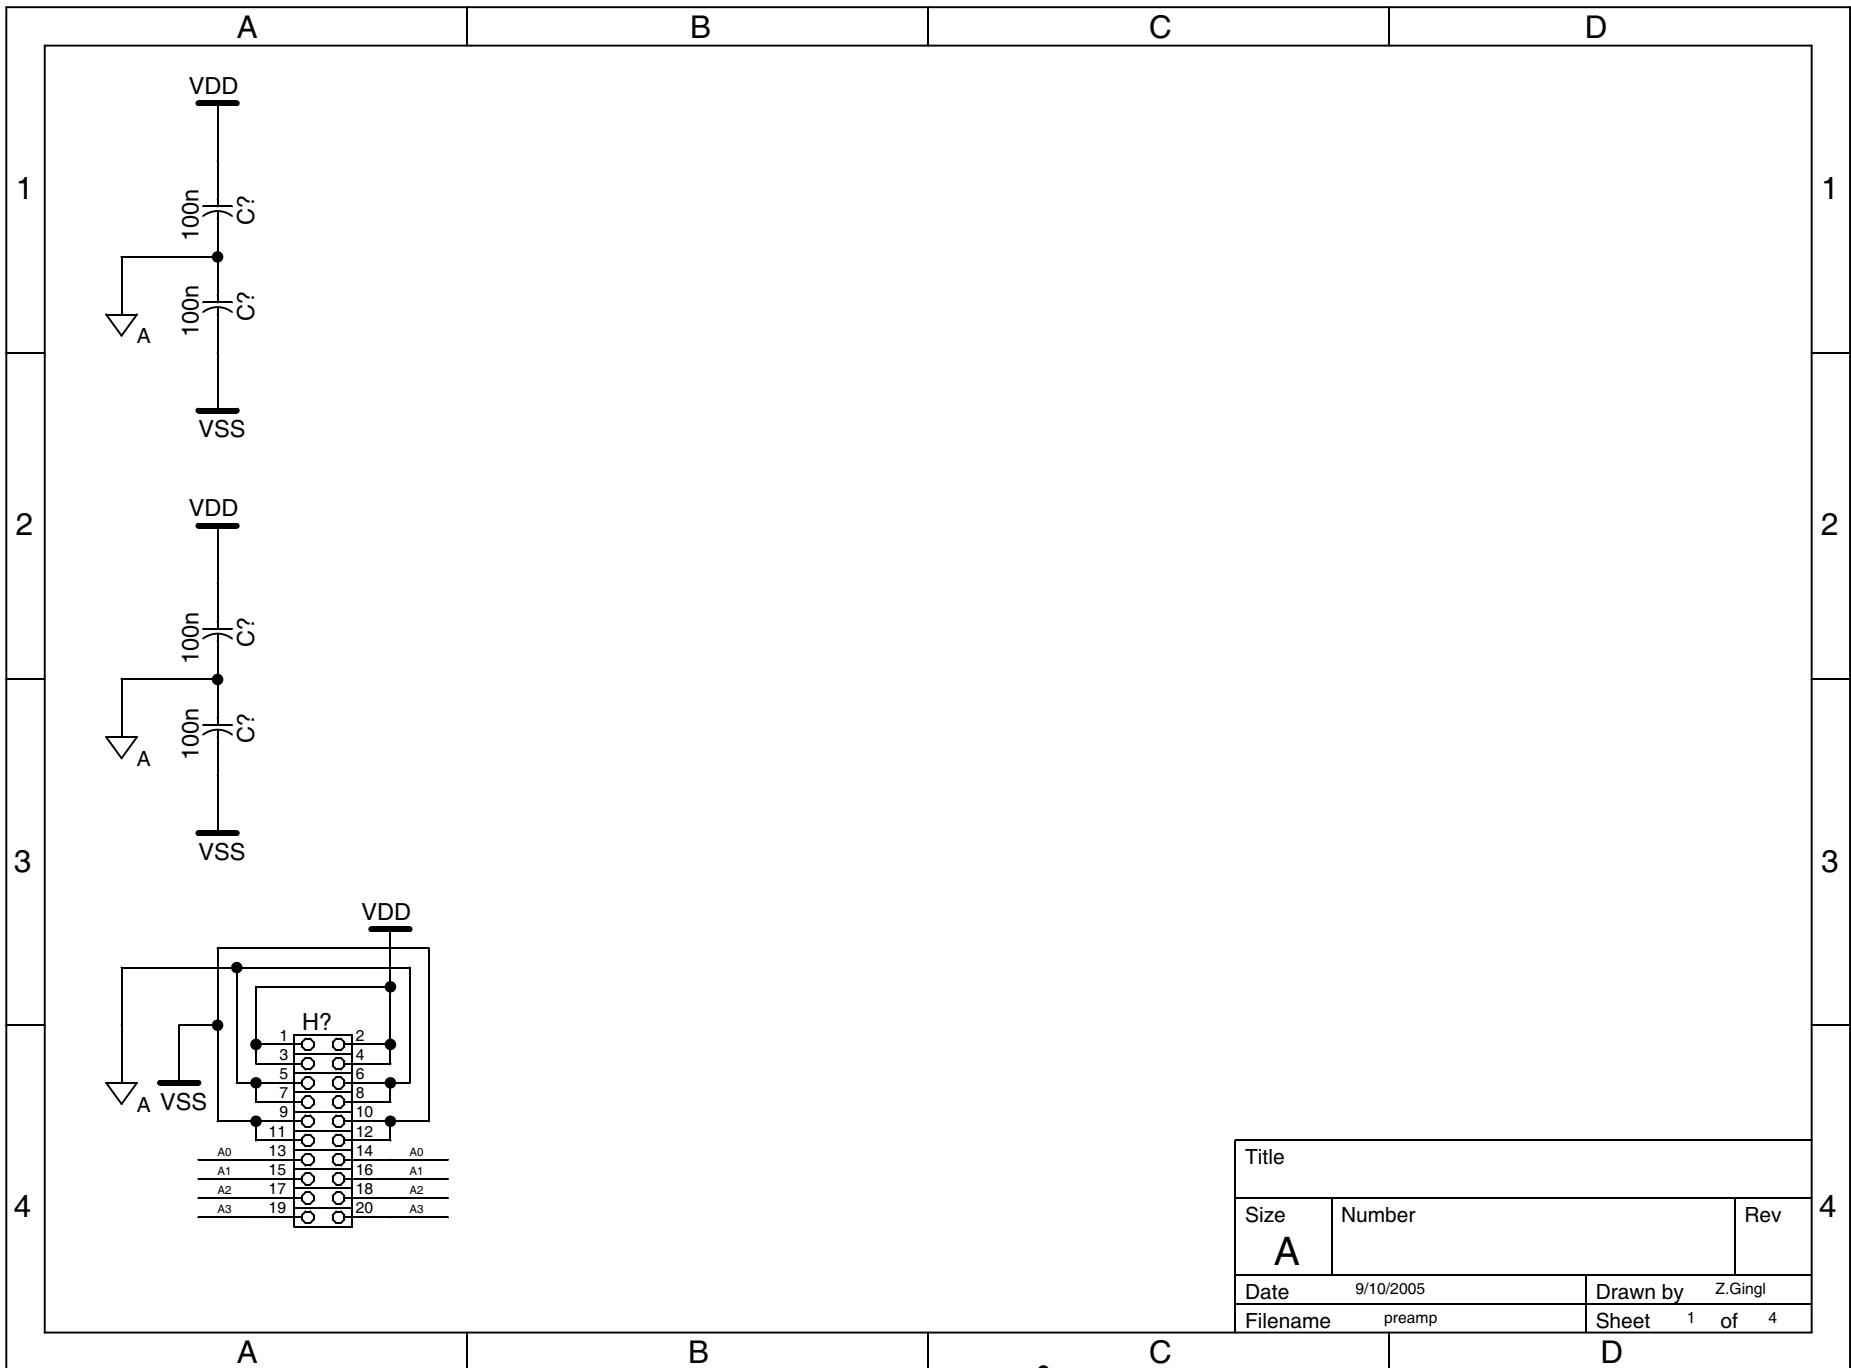 A B C D
VDD
1 1
100n C?
100n C?
A
VSS
VDD
2 2
100n C?
100n C?
A
VSS
3 3
VDD
H?
1 2
3 4
5 6
7 8
A VSS
9 10
11 12
A0 13 14 A0
A1 15 16 A1
A2 17 18 A2
A3 19 20 A3
4 4
Title
Size Number Rev
A
Date 9/10/2005 Drawn by Z.Gingl
Filename preamp Sheet 1 of 4
A B C D